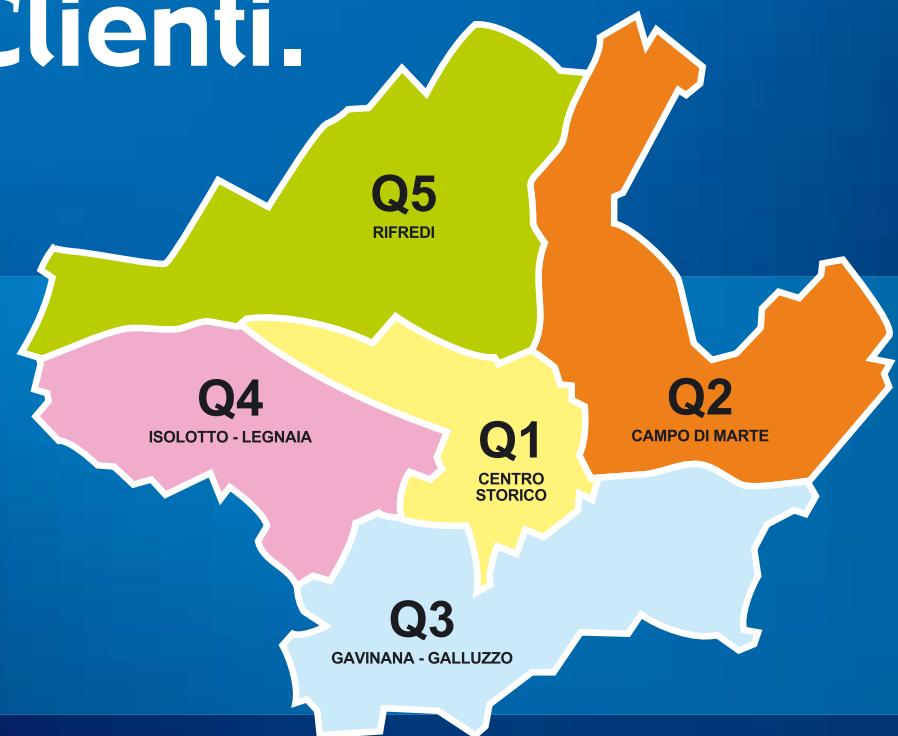 Clienti.
Q5
RIFREDI
Q4
ISOLOTTO - LEGNAIA
Q2
CAMPO DI MARTE
Q1
CENTRO
STORICO
Q3
GAVINANA - GALLUZZO